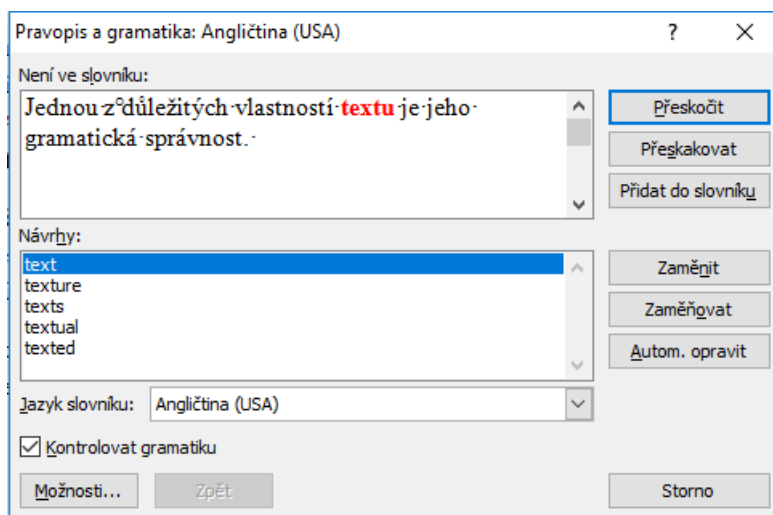 Pravopis a gramatika: Angličtina (USA)
Není ve slovníku:
Jednou z důležitých vlastností textu je jeho
gramatická správnost.
Přeskočit
Přeskakovat
Přidat do slovníku
Návrhy:
text
texture
texts
textual
texted
Zaměnit
Zaměňovat
Autom. opravit
Jazyk slovníku: Angličtina (USA)
Kontrolovat gramatiku
Možnosti... Zpět Storno